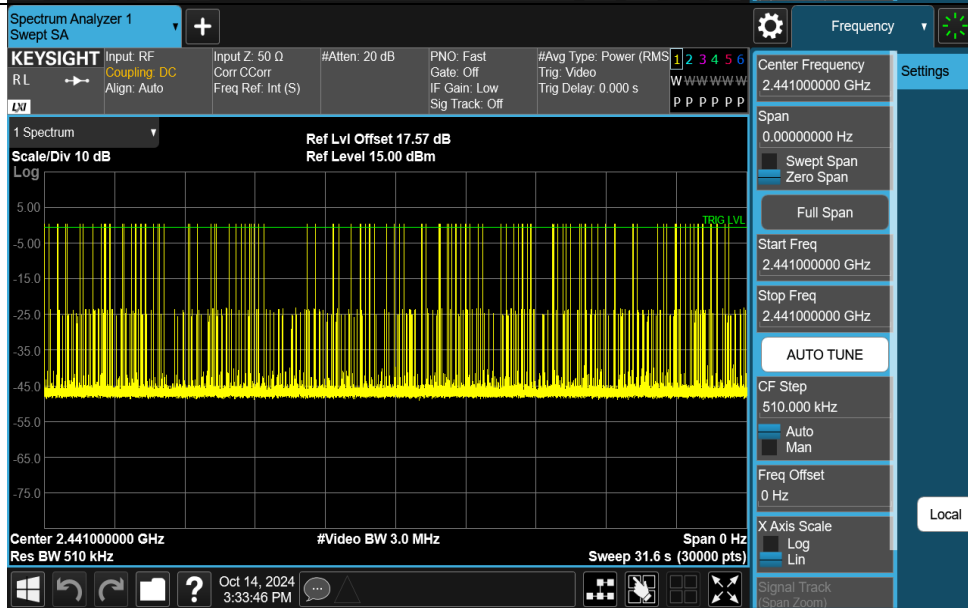 Spectrum Analyzer 1
Swept SA
Frequency
KEYSIGHT
RL
LXI
Input: RF
Coupling: DC
Align: Auto
Input Z: 50 Ω
Corr CCorr
Freq Ref: Int (S)
#Atten: 20 dB
PNO: Fast
Gate: Off
IF Gain: Low
Sig Track: Off
#Avg Type: Power (RMS
Trig: Video
Trig Delay: 0.000 s
1 2 3 4 5 6
W W W W W W
P P P P P P
1 Spectrum
Scale/Div 10 dB
Log
Ref Lvl Offset 17.57 dB
Ref Level 15.00 dBm
TRIG LVL
5.00
-5.00
-15.0
-25.0
-35.0
-45.0
-55.0
-65.0
-75.0
Center 2.441000000 GHz
Res BW 510 kHz
#Video BW 3.0 MHz
Span 0 Hz
Sweep 31.6 s (30000 pts)
Oct 14, 2024
3:33:46 PM
Center Frequency
2.441000000 GHz
Span
0.00000000 Hz
Swept Span
Zero Span
Full Span
Start Freq
2.441000000 GHz
Stop Freq
2.441000000 GHz
AUTO TUNE
CF Step
510.000 kHz
Auto
Man
Freq Offset
0 Hz
X Axis Scale
Log
Lin
Signal Track
(Span Zoom)
Settings
Local